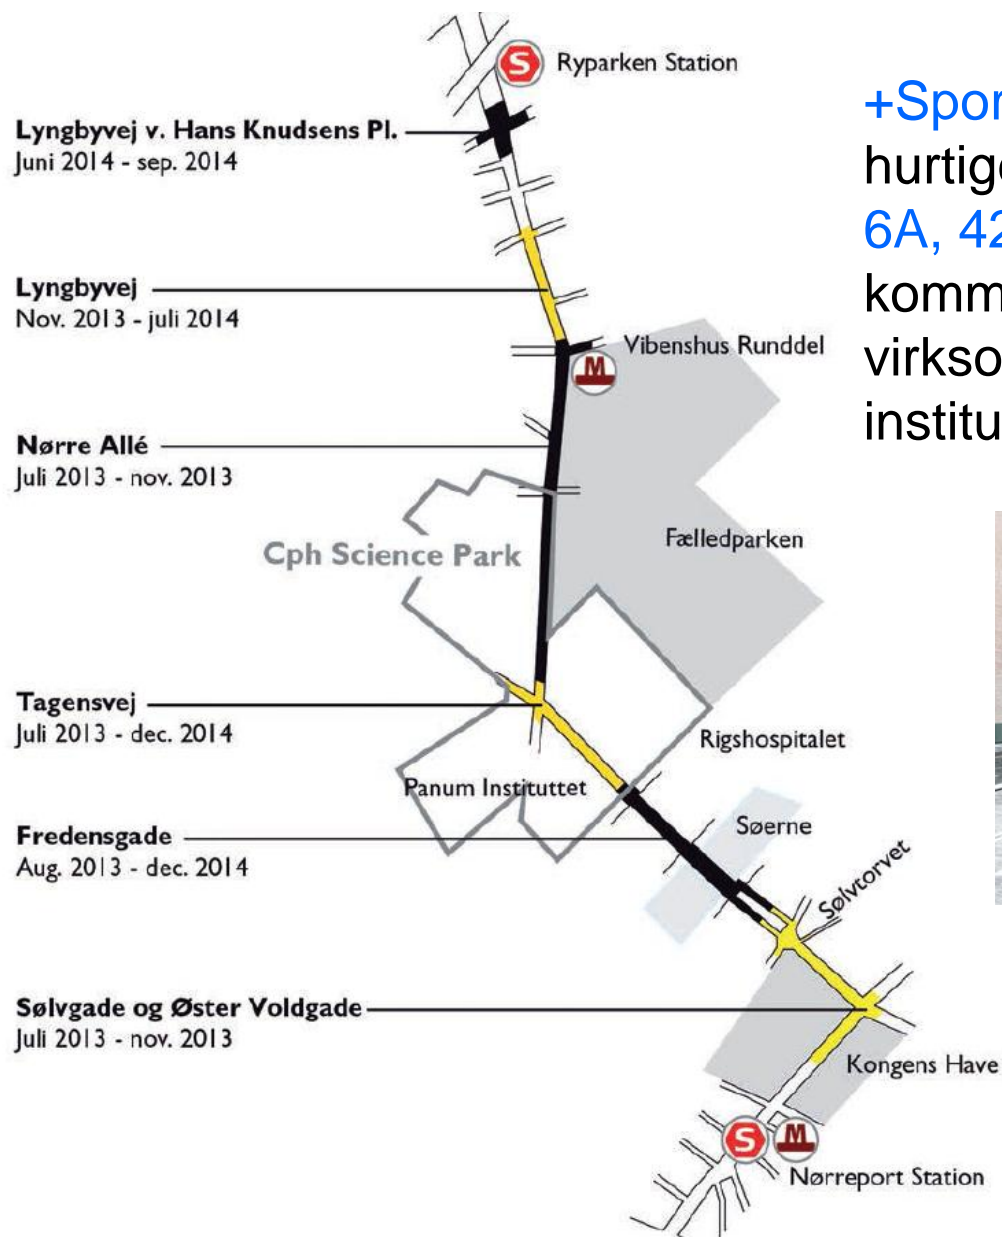 Ryparken Station
Lyngbyvej v. Hans Knudsens Pl.
Juni 2014 - sep. 2014
Lyngbyvej
Nov. 2013 - juli 2014
Vibenshus Runddel
Nørre Allé
Juli 2013 - nov. 2013
Cph Science Park
Fælledparken
Tagensvej
Juli 2013 - dec. 2014
Rigshospitalet
Panum Instituttet
Fredensgade
Aug. 2013 - dec. 2014
Søerne
Sølvtorvet
Sølvgade og Øster Voldgade
Juli 2013 - nov. 2013
Kongens Have
Nørreport Station
S
M
S
M
+Spor
hurtig
6A, 42
komm
virkso
institu